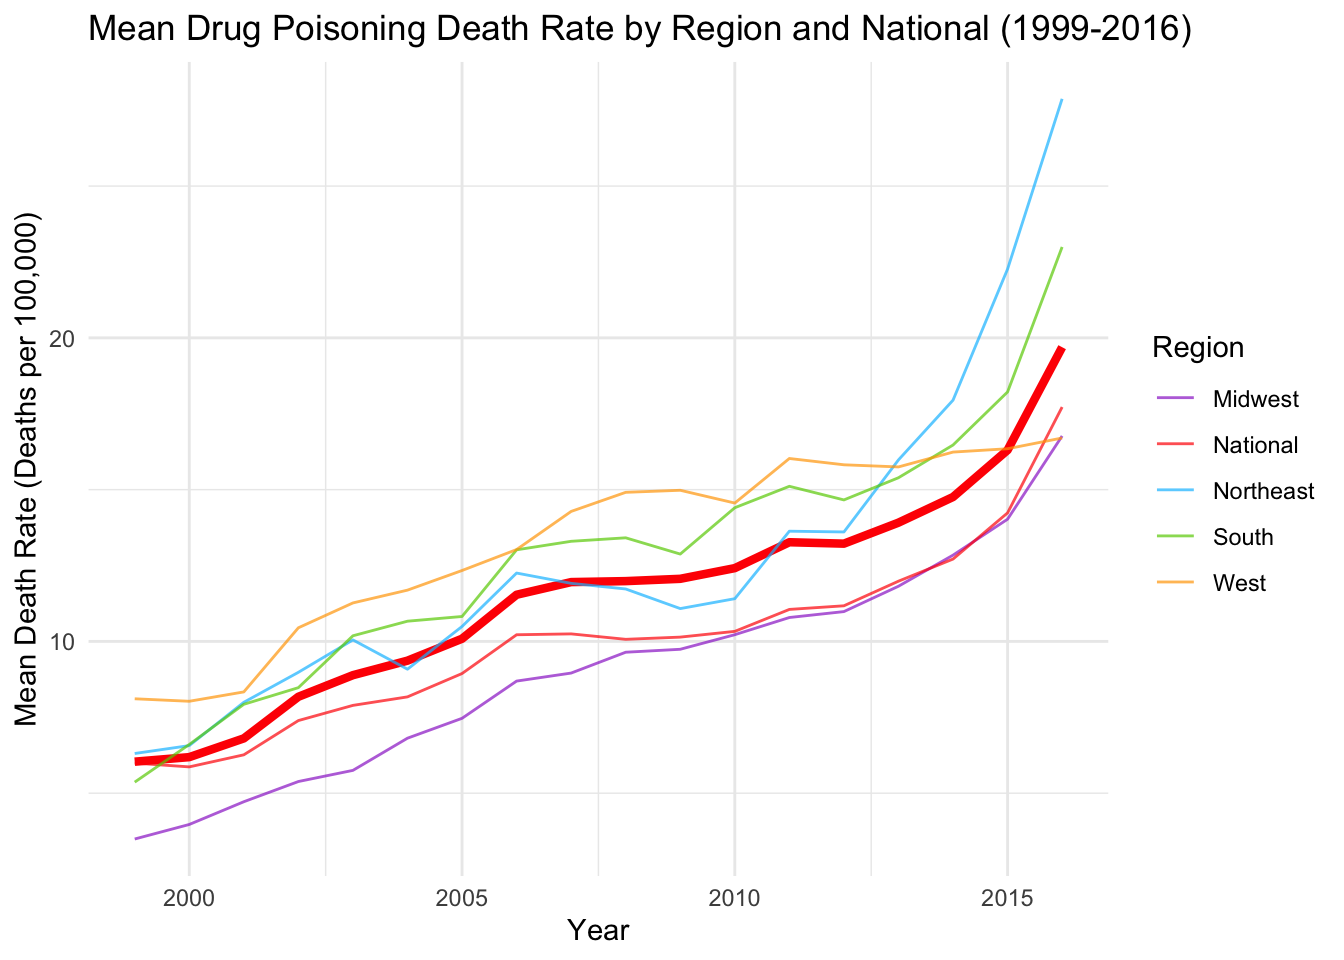 Mean Drug Poisoning Death Rate by Region and National (1999-2016)
Mean Death Rate (Deaths per 100,000)
20
10
2000
2005
2010
2015
Year
Region
Midwest
National
Northeast
South
West